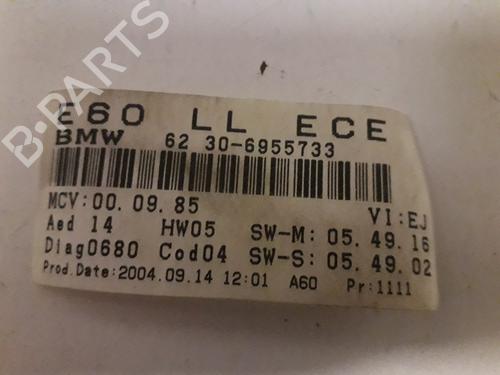 E60 LL ECE
BMW 62 30-6955733
MCV:00.09.85 VI:EJ
Aed 14 HW05 SW-M: 05.49.16
Diag0680 Cod04 SW-S: 05.49.02
Prod.Date:2004.09.14 12:01 A60 Pr:1111
B-PARTS